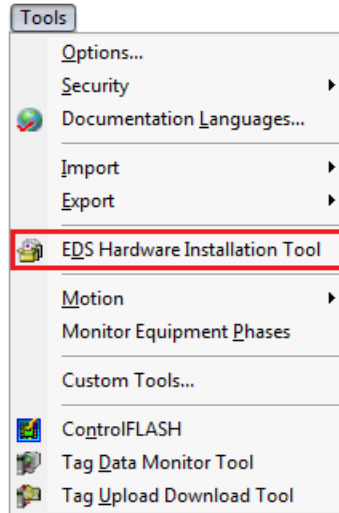 Tools
Options...
Security
Documentation Languages...
Import
Export
EDS Hardware Installation Tool
Motion
Monitor Equipment Phases
Custom Tools...
ControlFLASH
Tag Data Monitor Tool
Tag Upload Download Tool